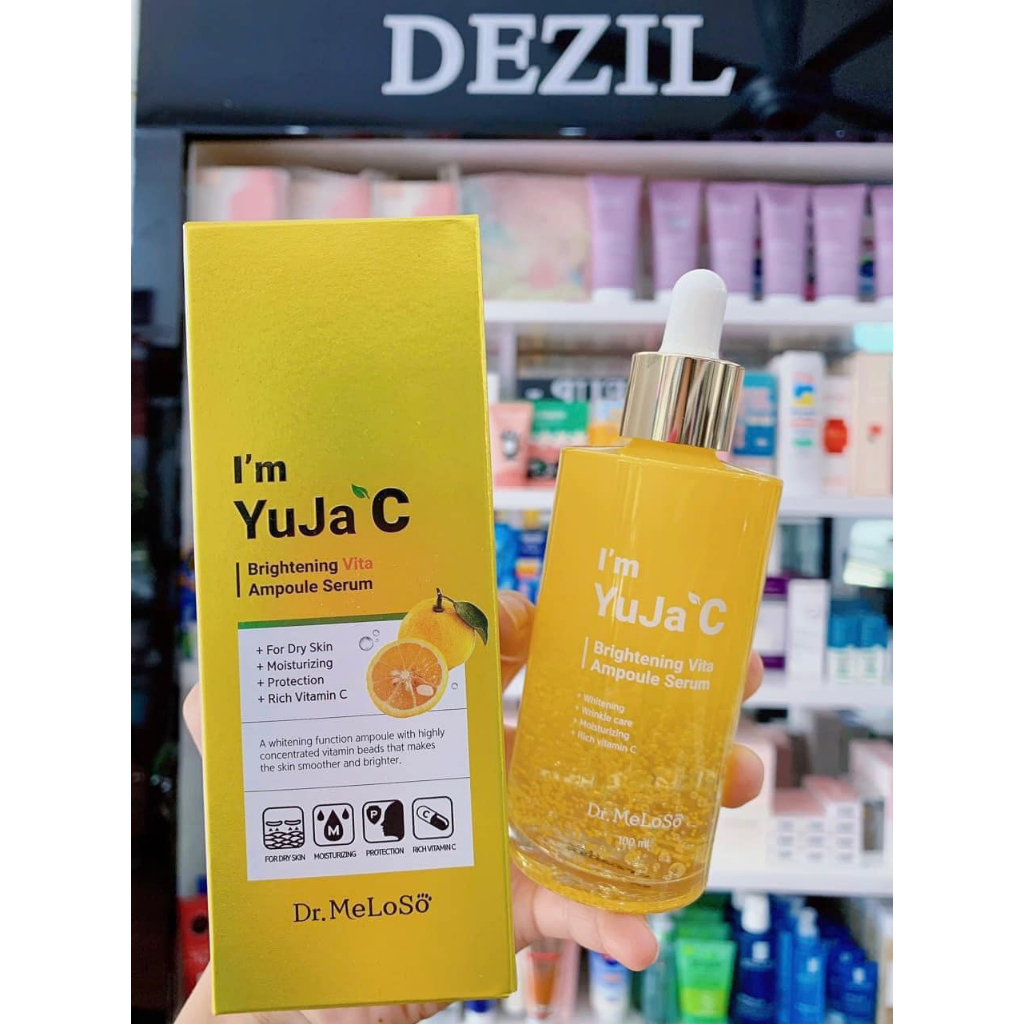 DEZIL
I'm
YuJa C
Brightening Vita
Ampoule Serum
+ For Dry Skin
+ Moisturizing
+ Protection
+ Rich Vitamin C
A whitening function ampoule with highly
concentrated vitamin beads that makes
the skin smoother and brighter.
M
P
C
FOR DRY SKIN
MOISTURIZING
PROTECTION
RICH VITAMIN C
Dr.MeLoSo
I'm
YuJa C
Brightening Vita
Ampoule Serum
+ Whitening
+ Wrinkle care
+ Moisturizing
+ Rich vitamin C
Dr.MeLoSo
100 ml